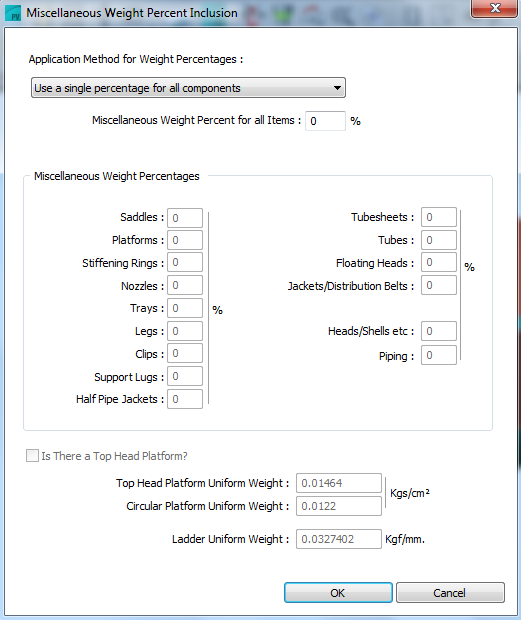 PV Miscellaneous Weight Percent Inclusion
Application Method for Weight Percentages :
Use a single percentage for all components
Miscellaneous Weight Percent for all Items : 0 %
Miscellaneous Weight Percentages
Saddles : 0 Tubesheets : 0
Platforms : 0 Tubes : 0
Stiffening Rings : 0 Floating Heads : 0 %
Nozzles : 0 Jackets/Distribution Belts : 0
Trays : 0 %
Legs : 0 Heads/Shells etc : 0
Clips : 0 Piping : 0
Support Lugs : 0
Half Pipe Jackets : 0
Is There a Top Head Platform?
Top Head Platform Uniform Weight : 0.01464
Kgs/cm²
Circular Platform Uniform Weight : 0.0122
Ladder Uniform Weight : 0.0327402 Kgf/mm.
OK Cancel